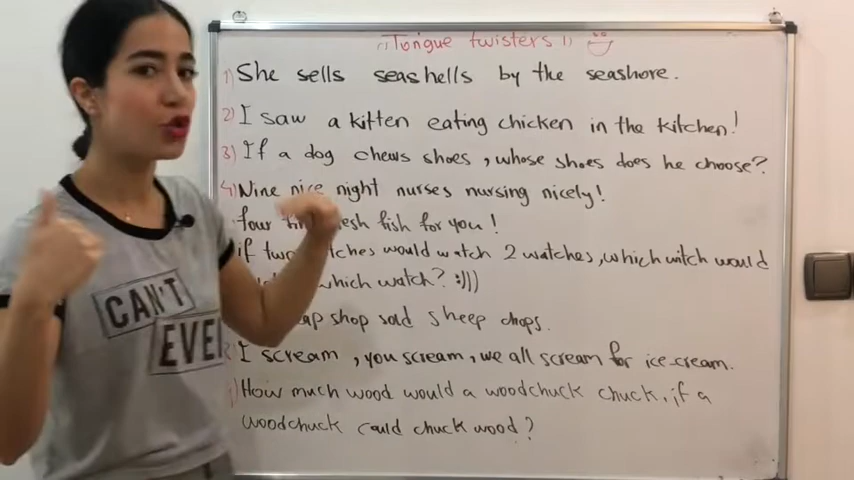 Tongue twisters
1) She sells seashells by the seashore.
2) I saw a kitten eating chicken in the kitchen!
3) If a dog chews shoes, whose shoes does he choose?
4) Nine nice night nurses nursing nicely!
four fish for you!
if two would watch 2 watches, which witch would
which watch? :)))
shop sold sheep chops.
I scream, you scream, we all scream for ice-cream.
How much wood would a woodchuck chuck, if a
woodchuck could chuck wood?
CAN'T
EVEN